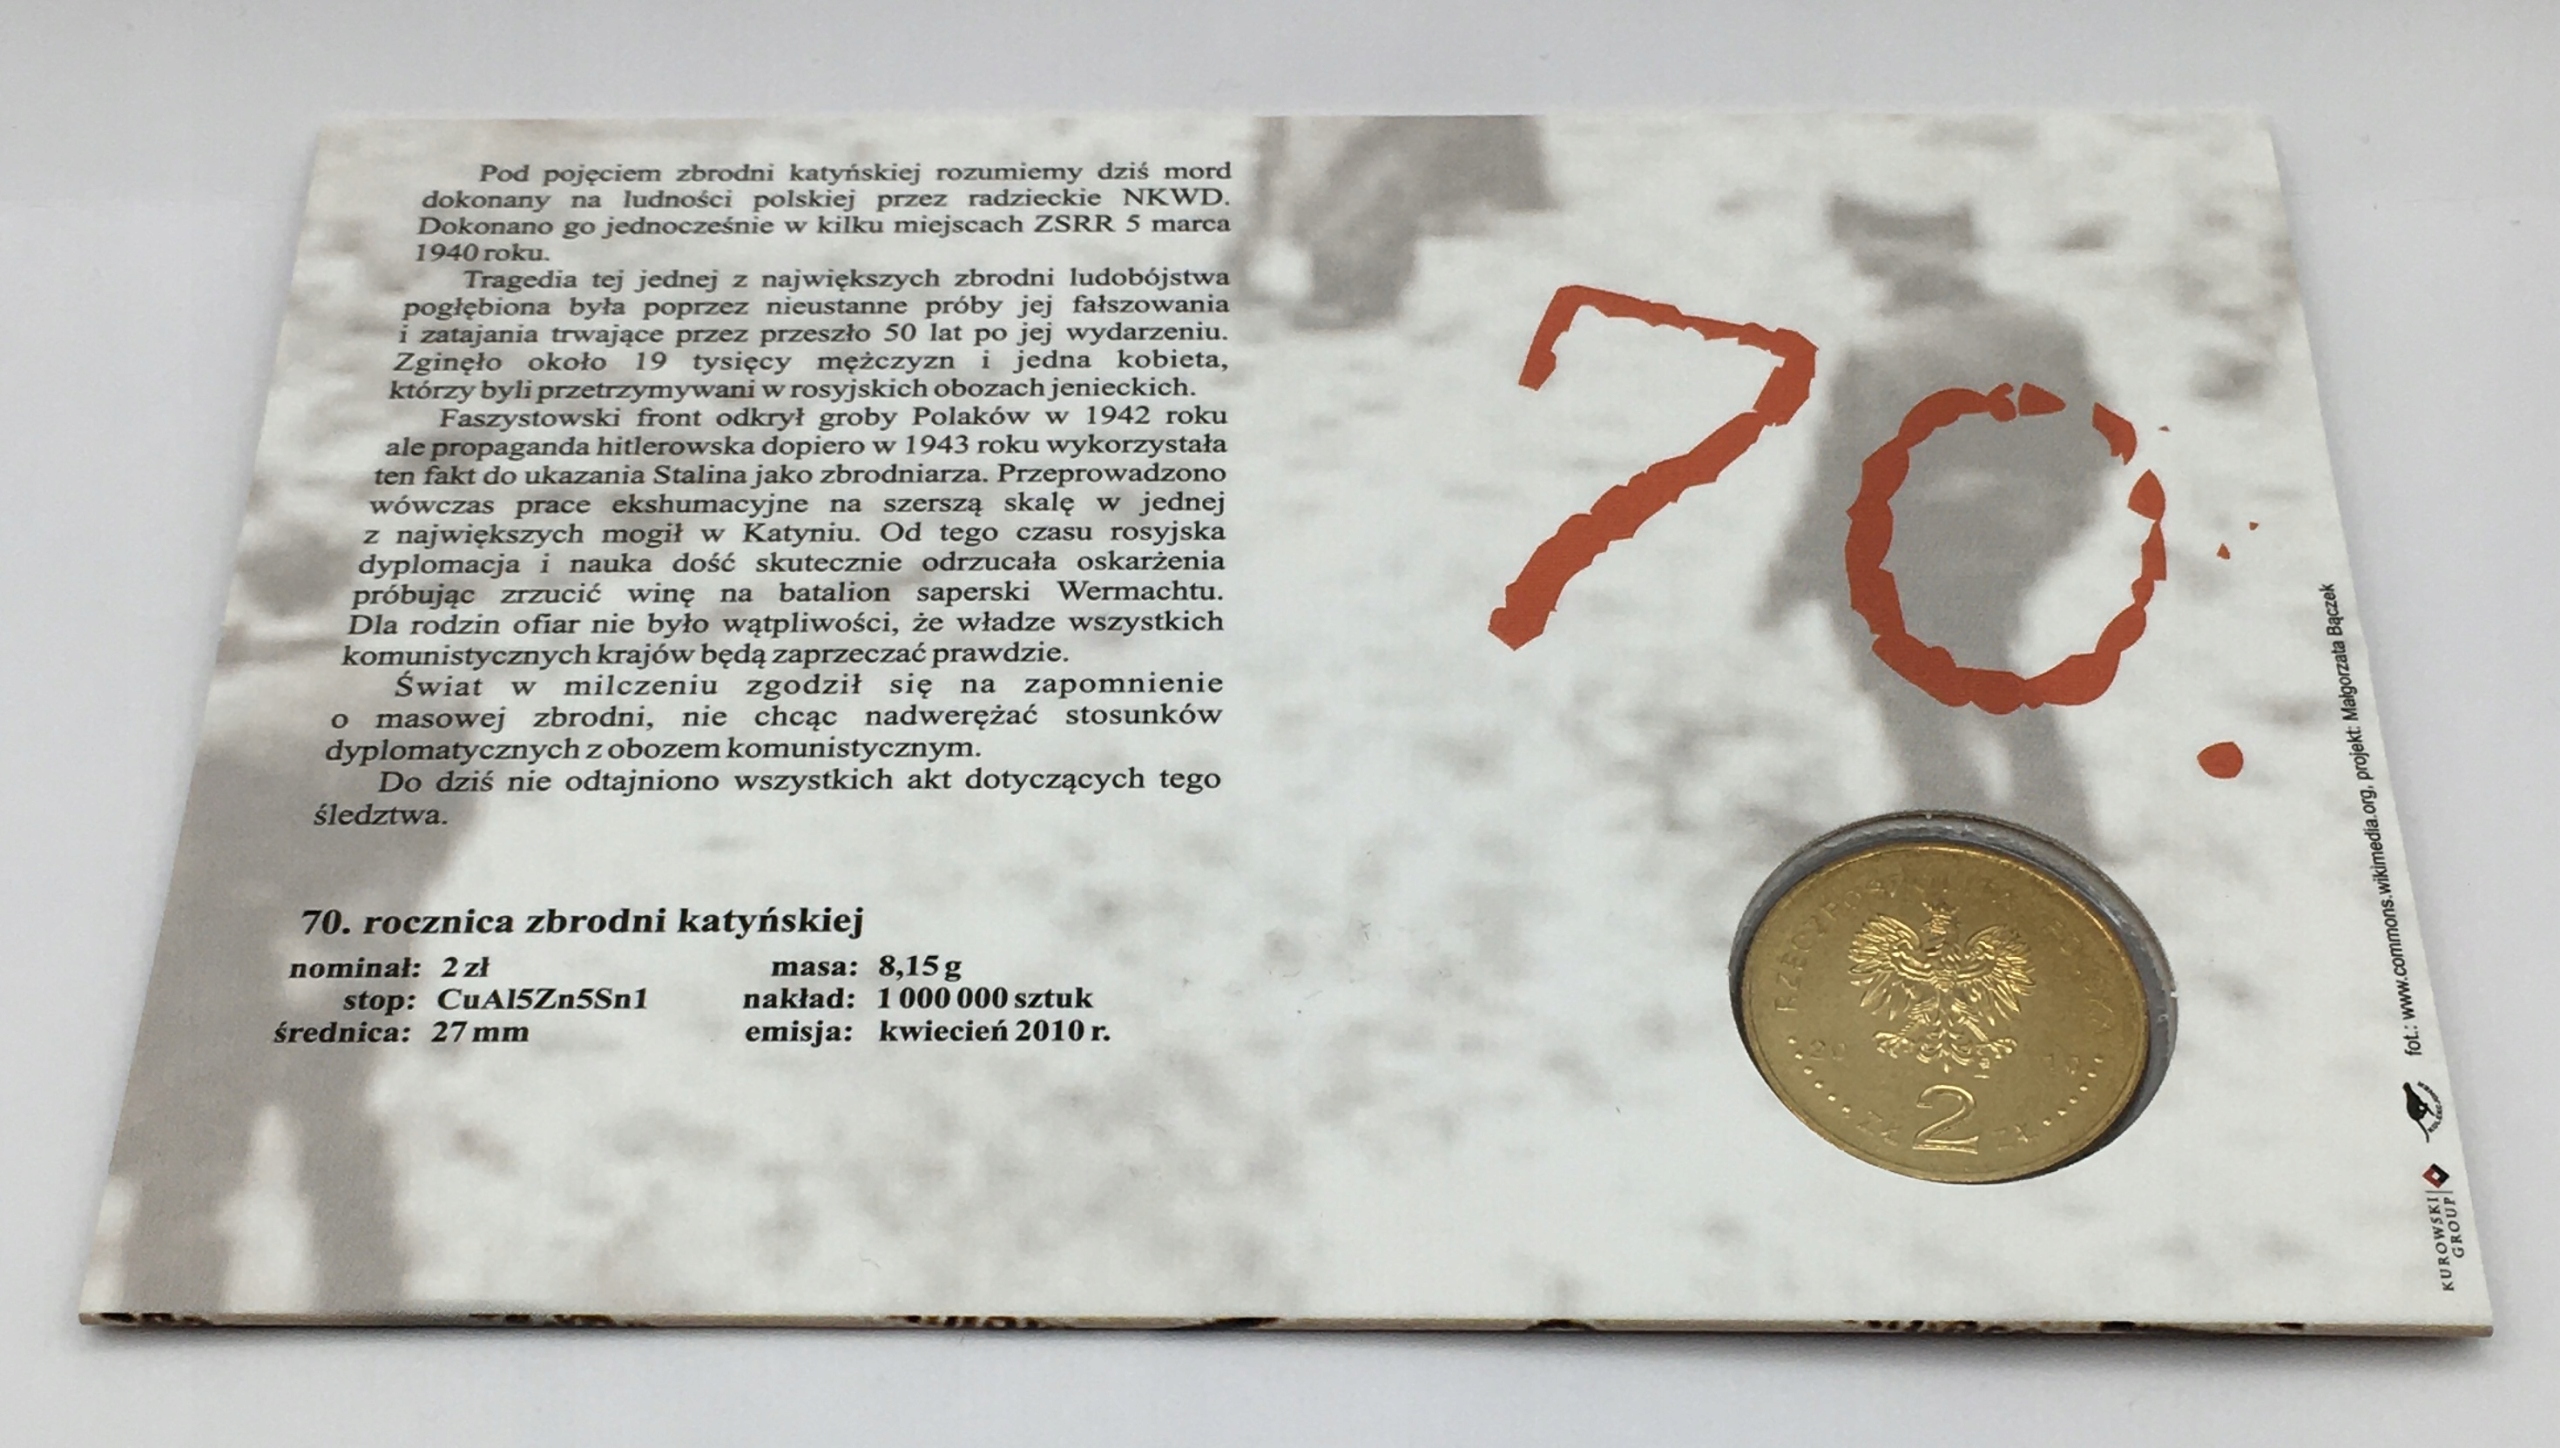 Pod pojęciem zbrodni katyńskiej rozumiemy dziś mord
dokonany na ludności polskiej przez radzieckie NKWD.
Dokonano go jednocześnie w kilku miejscach ZSRR 5 marca
1940 roku.
Tragedia tej jednej z największych zbrodni ludobójstwa
pogłębiona była poprzez nieustanne próby jej fałszowania
i zatajania trwające przez przeszło 50 lat po jej wydarzeniu.
Zginęło około 19 tysięcy mężczyzn i jedna kobieta,
którzy byli przetrzymywani w rosyjskich obozach jenieckich.
Faszystowski front odkrył groby Polaków w 1942 roku
ale propaganda hitlerowska dopiero w 1943 roku wykorzystała
ten fakt do ukazania Stalina jako zbrodniarza. Przeprowadzono
wówczas prace ekshumacyjne na szerszą skalę w jednej
z największych mogił w Katyniu. Od tego czasu rosyjska
dyplomacja i nauka dość skutecznie odrzucała oskarżenia
próbując zrzucić winę na batalion saperski Wermachtu.
Dla rodzin ofiar nie było wątpliwości, że władze wszystkich
komunistycznych krajów będą zaprzeczać prawdzie.
Świat w milczeniu zgodził się na zapomnienie
o masowej zbrodni, nie chcąc nadwerężać stosunków
dyplomatycznych z obozem komunistycznym.
Do dziś nie odtajniono wszystkich akt dotyczących tego
śledztwa.
70. rocznica zbrodni katyńskiej
nominał: 2 zł
stop: CuAl5Zn5Sn1
średnica: 27 mm
masa: 8,15 g
nakład: 1 000 000 sztuk
emisja: kwiecień 2010 r.
70
RZECZPOSPOLITA POLSKA
20 10
ZŁ 2 ZŁ
fot.: www.commons.wikimedia.org, projekt: Małgorzata Bączek
KUROWSKI
GROUP